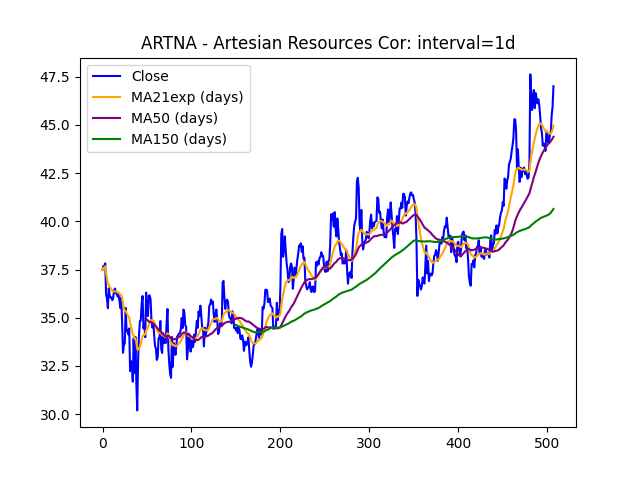 ARTNA - Artesian Resources Cor: interval=1d
Close
MA21exp (days)
MA50 (days)
MA150 (days)
47.5
45.0
42.5
40.0
37.5
35.0
32.5
30.0
0 100 200 300 400 500